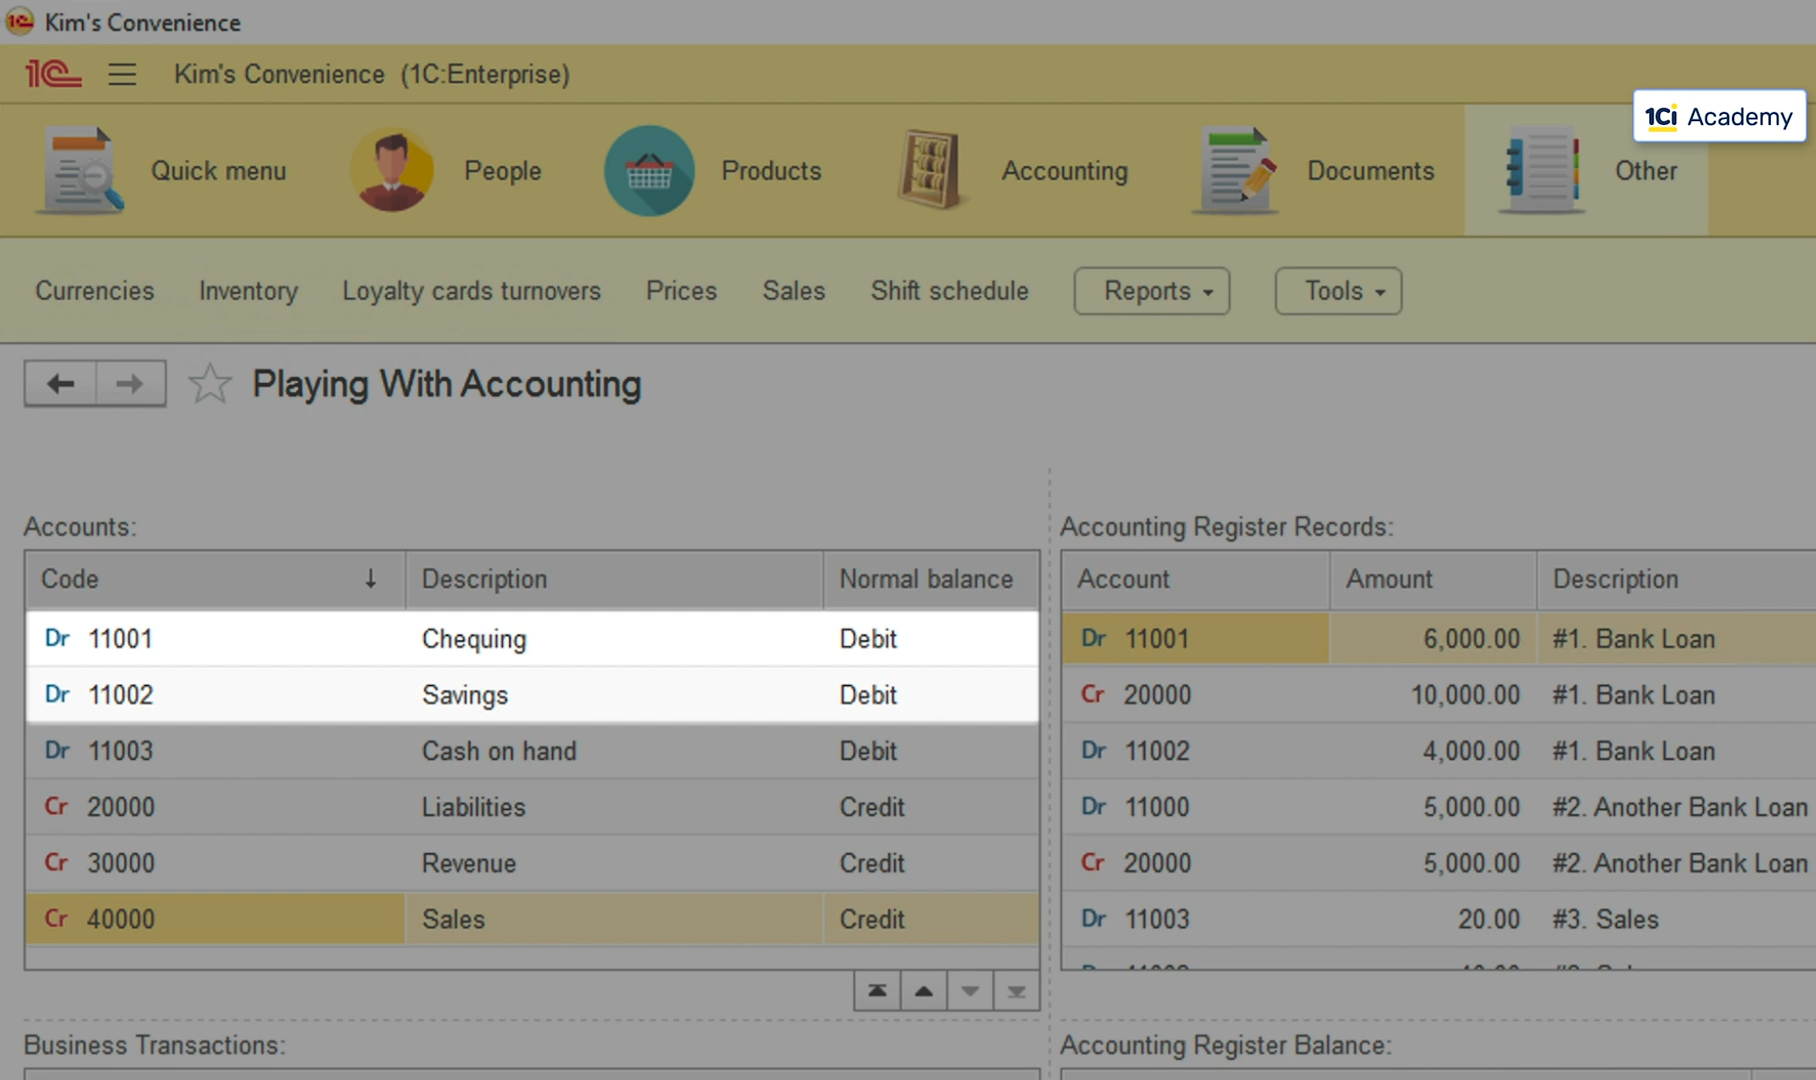 Kim's Convenience
1C Kim's Convenience (1C:Enterprise)
1Ci Academy
Quick menu People Products Accounting Documents Other
Currencies Inventory Loyalty cards turnovers Prices Sales Shift schedule Reports Tools
Playing With Accounting
Accounts:
Code Description Normal balance
Dr 11001 Chequing Debit
Dr 11002 Savings Debit
Dr 11003 Cash on hand Debit
Cr 20000 Liabilities Credit
Cr 30000 Revenue Credit
Cr 40000 Sales Credit
Accounting Register Records:
Account Amount Description
Dr 11001 6,000.00 #1. Bank Loan
Cr 20000 10,000.00 #1. Bank Loan
Dr 11002 4,000.00 #1. Bank Loan
Dr 11000 5,000.00 #2. Another Bank Loan
Cr 20000 5,000.00 #2. Another Bank Loan
Dr 11003 20.00 #3. Sales
Business Transactions:
Accounting Register Balance: